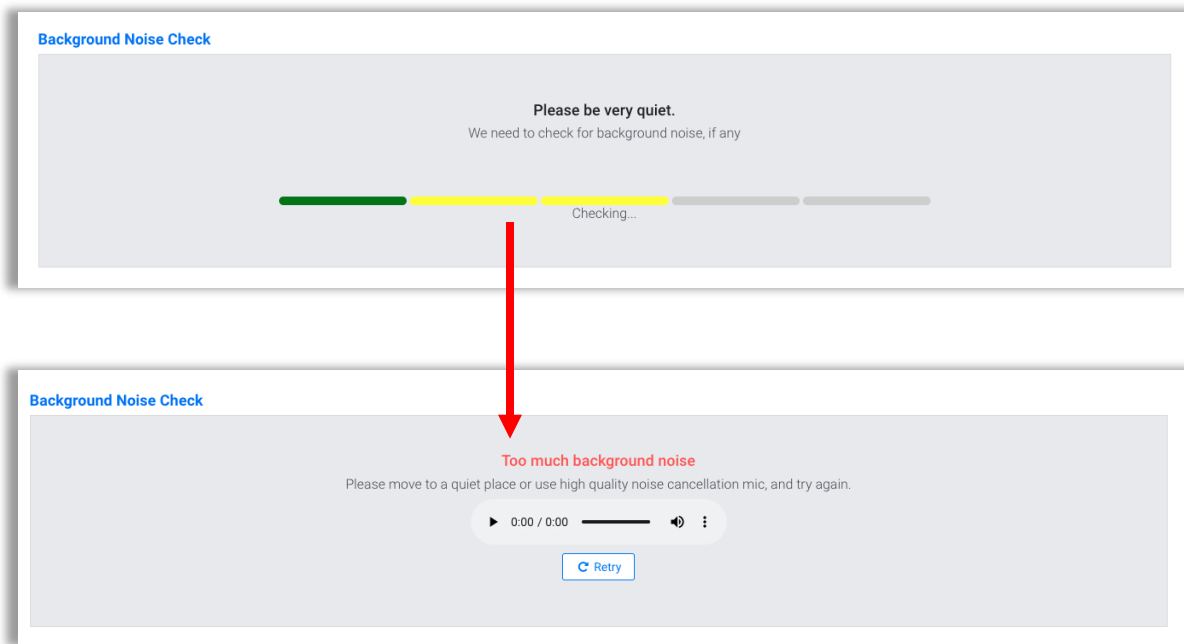 Background Noise Check
Please be very quiet.
We need to check for background noise, if any
Checking...
Background Noise Check
Too much background noise
Please move to a quiet place or use high quality noise cancellation mic, and try again.
0:00 / 0:00
Retry